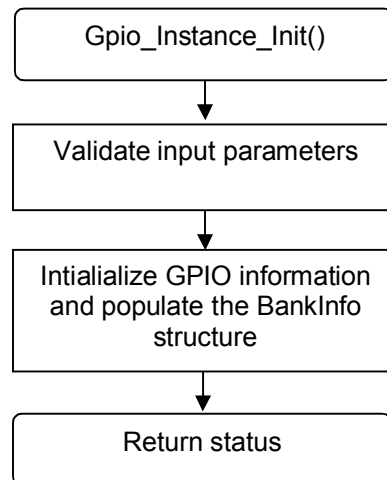 Gpio_Instance_Init()
Validate input parameters
Intialialize GPIO information
and populate the BankInfo
structure
Return status